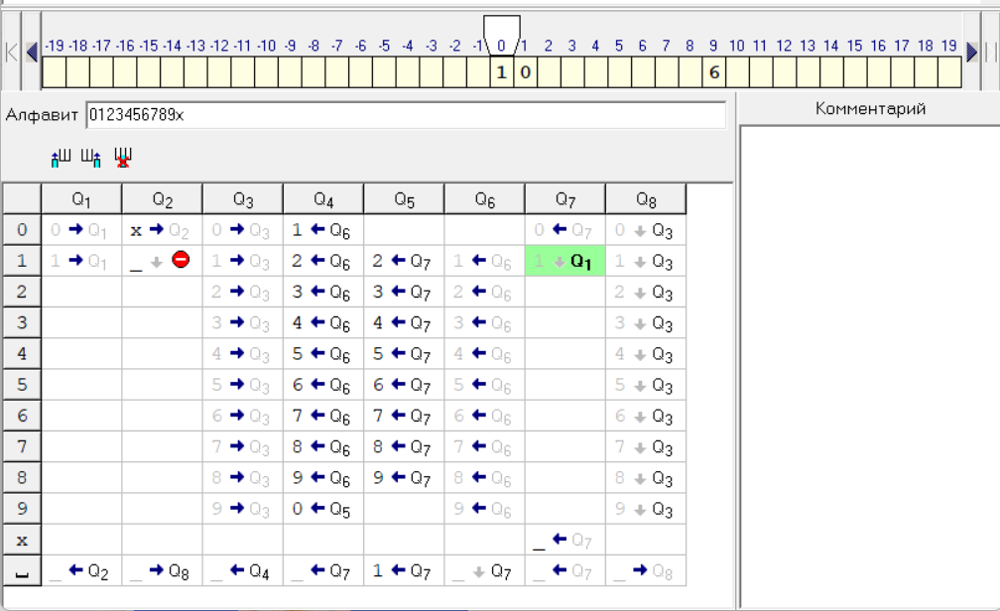 -19 -18 -17 -16 -15 -14 -13 -12 -11 -10 -9 -8 -7 -6 -5 -4 -3 -2 -1 0 1 2 3 4 5 6 7 8 9 10 11 12 13 14 15 16 17 18 19
1 0 6
Алфавит 0123456789x
Комментарий
Q1 Q2 Q3 Q4 Q5 Q6 Q7 Q8
0 0 → Q1 x → Q2 0 → Q3 1 ← Q6 0 ← Q7 0 ↓ Q3
1 1 → Q1 _ ↓ 1 → Q3 2 ← Q6 2 ← Q7 1 ← Q6 1 ↓ Q1 1 ↓ Q3
2 2 → Q3 3 ← Q6 3 ← Q7 2 ← Q6 2 ↓ Q3
3 3 → Q3 4 ← Q6 4 ← Q7 3 ← Q6 3 ↓ Q3
4 4 → Q3 5 ← Q6 5 ← Q7 4 ← Q6 4 ↓ Q3
5 5 → Q3 6 ← Q6 6 ← Q7 5 ← Q6 5 ↓ Q3
6 6 → Q3 7 ← Q6 7 ← Q7 6 ← Q6 6 ↓ Q3
7 7 → Q3 8 ← Q6 8 ← Q7 7 ← Q6 7 ↓ Q3
8 8 → Q3 9 ← Q6 9 ← Q7 8 ← Q6 8 ↓ Q3
9 9 → Q3 0 ← Q5 9 ← Q6 9 ↓ Q3
x _ ← Q7
␣ _ ← Q2 _ → Q8 _ ← Q4 _ ← Q7 1 ← Q7 _ ↓ Q7 _ ← Q7 _ → Q8